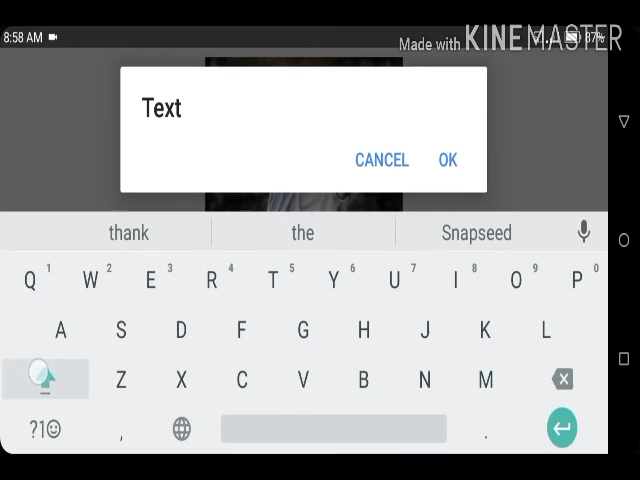 8:58 AM
Made with KINEMASTER
87%
Text
CANCEL OK
thank the Snapseed
Q1 W2 E3 R4 T5 Y6 U7 I8 O9 P0
A S D F G H J K L
Z X C V B N M
?1☺ , .